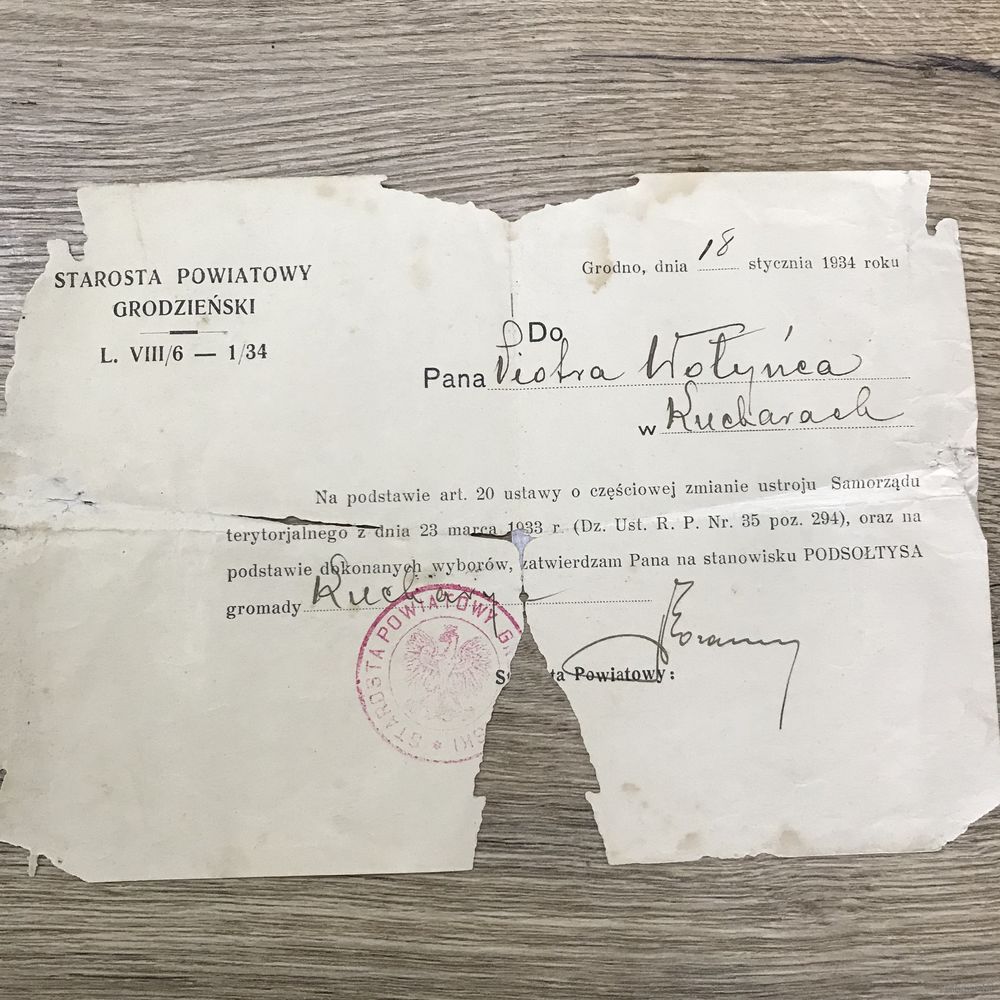 STAROSTA POWIATOWY
GRODZIEŃSKI
L. VIII/6 — 1/34
Grodno, dnia 18 stycznia 1934 roku
Do
Pana Piotra Wołyńca
w Kucharach
Na podstawie art. 20 ustawy o częściowej zmianie ustroju Samorządu
terytorjalnego z dnia 23 marca 1933 r. (Dz. Ust. R. P. Nr. 35 poz. 294), oraz na
podstawie dokonanych wyborów, zatwierdzam Pana na stanowisku PODSOŁTYSA
gromady Kuchary
STAROSTA POWIATOWY
Powiatowy: